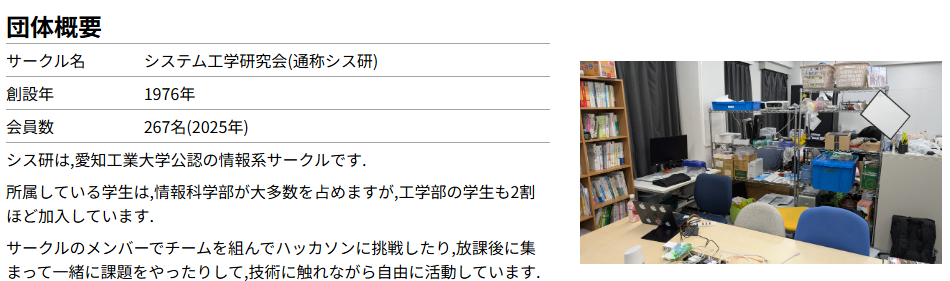 団体概要
サークル名 システム工学研究会(通称シス研)
創設年 1976年
会員数 267名(2025年)
シス研は,愛知工業大学公認の情報系サークルです.
所属している学生は,情報科学部が大多数を占めますが,工学部の学生も2割
ほど加入しています.
サークルのメンバーでチームを組んでハッカソンに挑戦したり,放課後に集
まって一緒に課題をやったりして,技術に触れながら自由に活動しています.